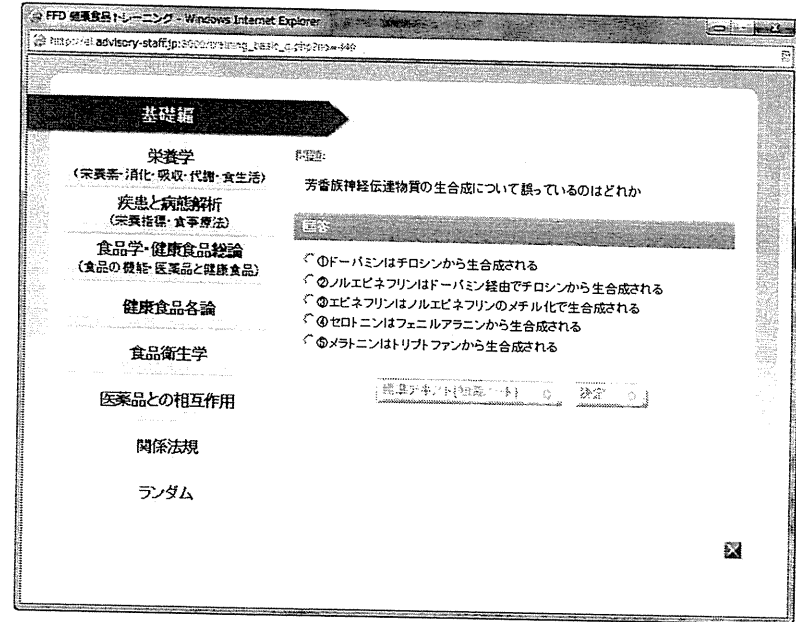 FFD 健康食品トレーニング - Windows Internet Explorer
基礎編
栄養学
(栄養素・消化・吸収・代謝・食生活)
疾患と病態解析
(栄養指導・食事療法)
食品学・健康食品総論
(食品の機能・医薬品と健康食品)
健康食品各論
食品衛生学
医薬品との相互作用
関係法規
ランダム
問題:
芳香族神経伝達物質の生合成について誤っているのはどれか
回答
①ドーパミンはチロシンから生合成される
②ノルエピネフリンはドーパミン経由でチロシンから生合成される
③エピネフリンはノルエピネフリンのメチル化で生合成される
④セロトニンはフェニルアラニンから生合成される
⑤メラトニンはトリプトファンから生合成される
決定